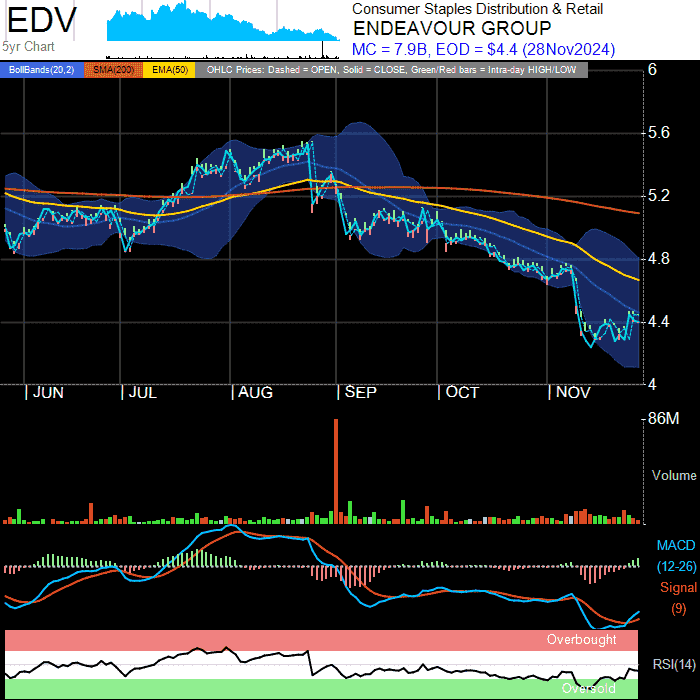 EDV
5yr Chart
Consumer Staples Distribution & Retail
ENDEAVOUR GROUP
MC = 7.9B, EOD = $4.4 (28Nov2024)
BollBands(20,2) SMA(200) EMA(50) OHLC Prices: Dashed = OPEN, Solid = CLOSE, Green/Red bars = Intra-day HIGH/LOW
6
5.6
5.2
4.8
4.4
4
JUN JUL AUG SEP OCT NOV
86M
Volume
MACD
(12-26)
Signal
(9)
Overbought
RSI(14)
Oversold